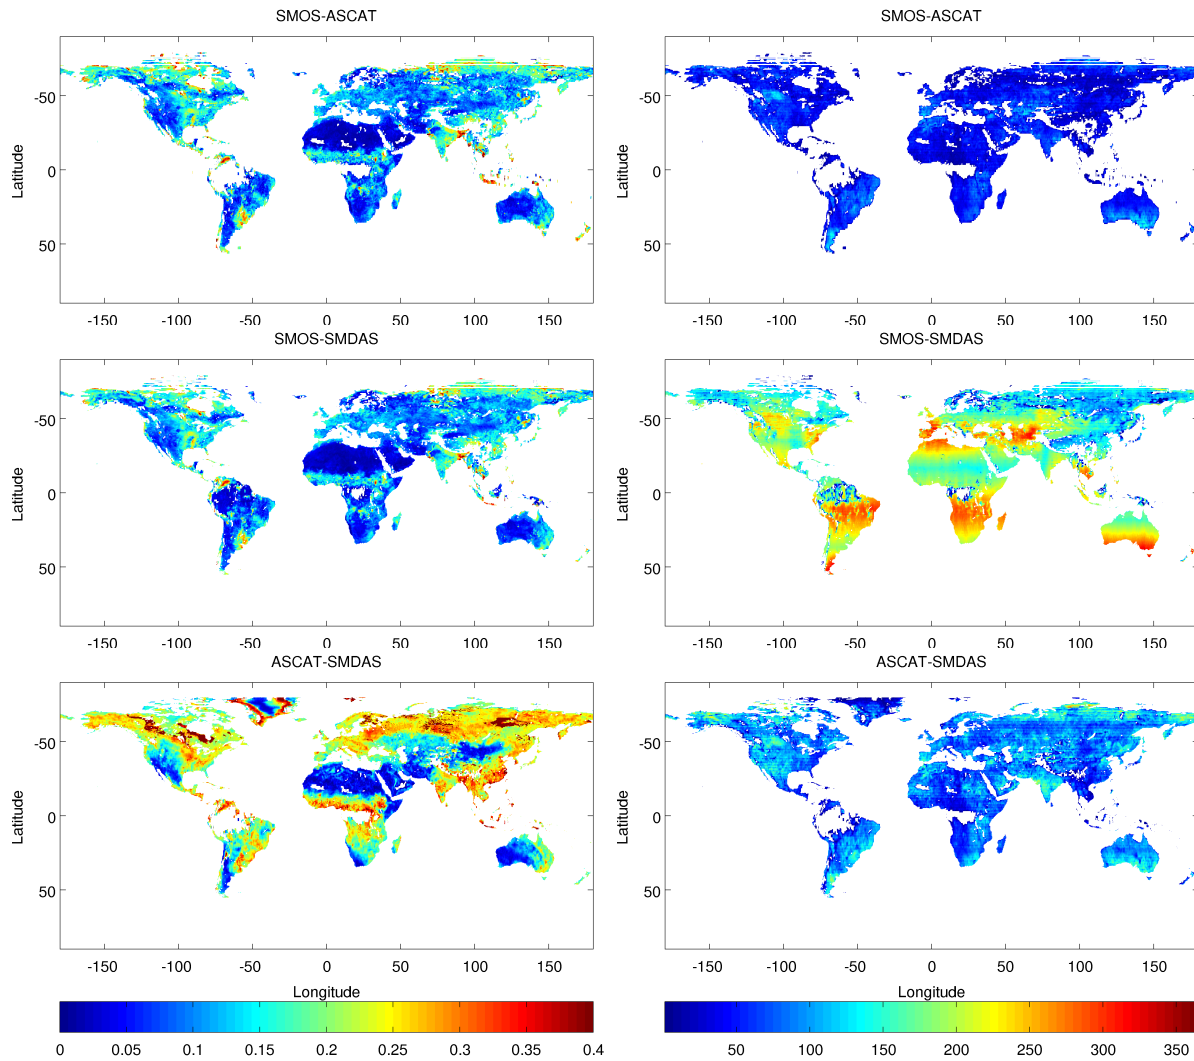 SMOS-ASCAT SMOS-ASCAT
Latitude Latitude
-50 -50
0 0
50 50
-150 -100 -50 0 50 100 150 -150 -100 -50 0 50 100 150
SMOS-SMDAS SMOS-SMDAS
Latitude Latitude
-50 -50
0 0
50 50
-150 -100 -50 0 50 100 150 -150 -100 -50 0 50 100 150
ASCAT-SMDAS ASCAT-SMDAS
Latitude Latitude
-50 -50
0 0
50 50
-150 -100 -50 0 50 100 150 -150 -100 -50 0 50 100 150
Longitude Longitude
0 0.05 0.1 0.15 0.2 0.25 0.3 0.35 0.4 50 100 150 200 250 300 350